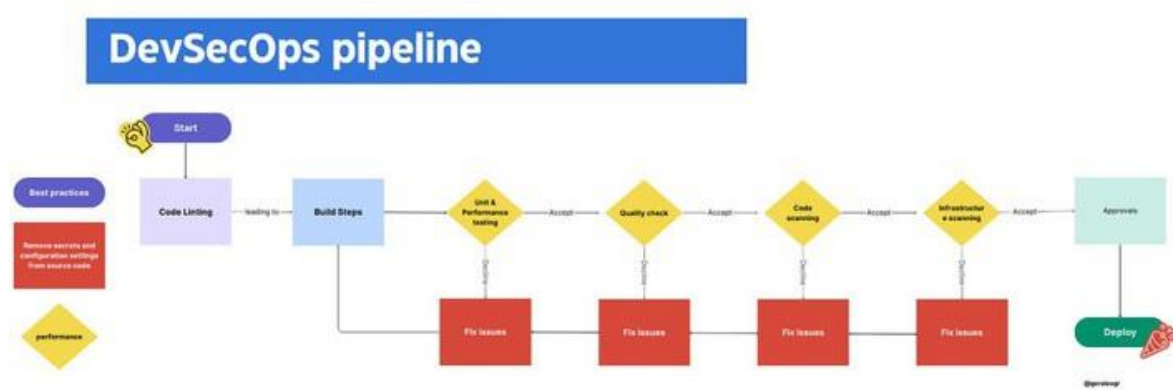 DevSecOps pipeline
Start
Best practices
Remove secrets and
configuration settings
from source code
performance
Code Linting
leading to
Build Steps
Unit &
Performance
testing
Accept
Quality check
Accept
Code
scanning
Accept
Infrastructur
e scanning
Accept
Approvals
Decline
Decline
Decline
Decline
Fix issues
Fix issues
Fix issues
Fix issues
Deploy